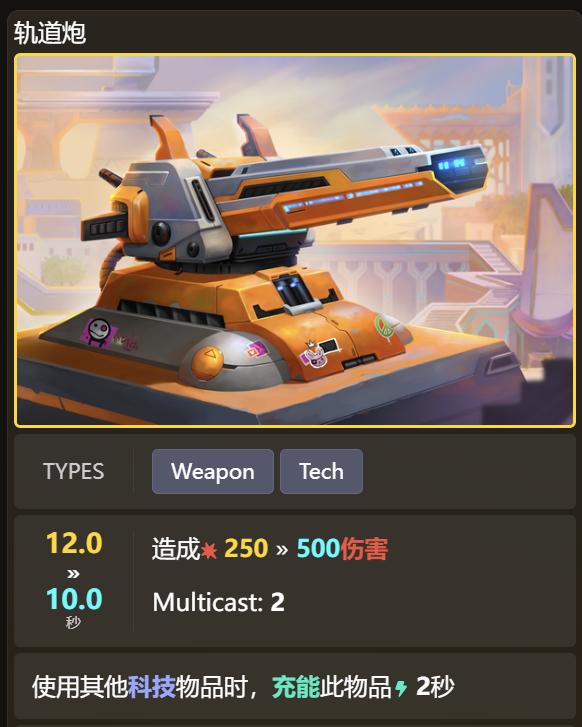 轨道炮
TYPES Weapon Tech
12.0
»
10.0
秒
造成 250 » 500伤害
Multicast: 2
使用其他科技物品时，充能此物品 2秒